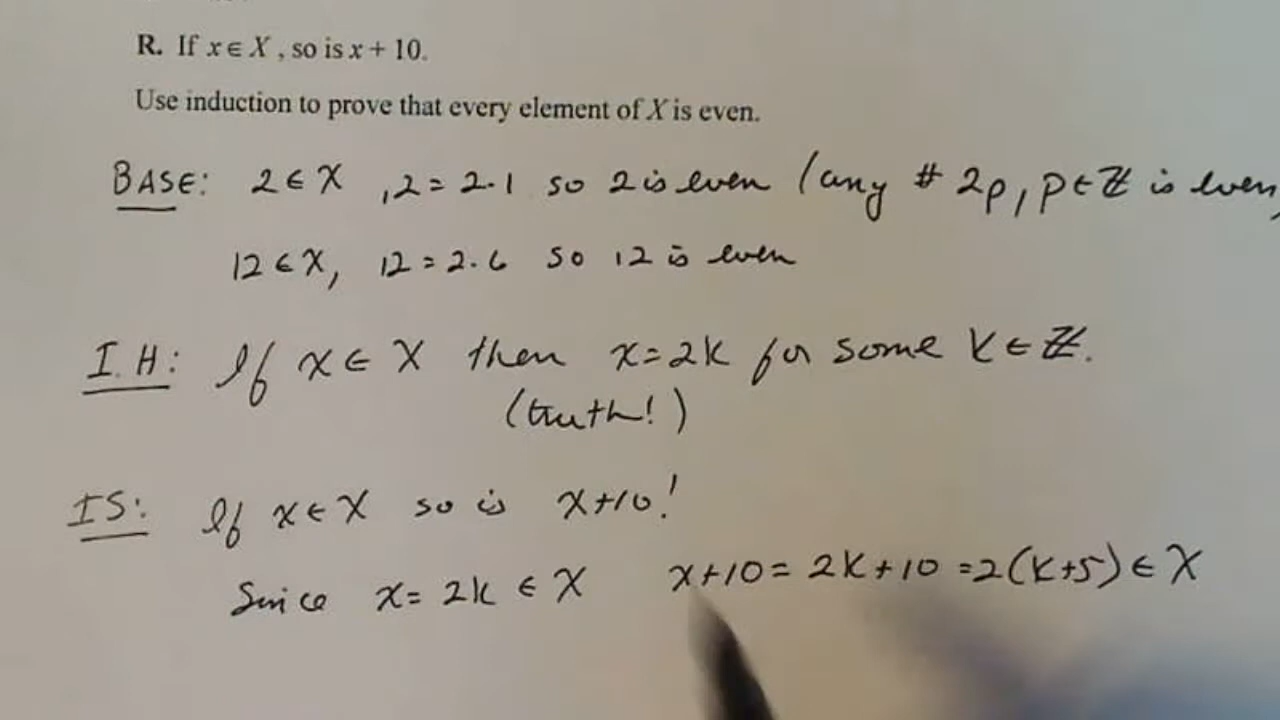 R. If x ∈ X , so is x + 10.
Use induction to prove that every element of X is even.
BASE: 2 ∈ X , 2 = 2·1 so 2 is even (any # 2p, p ∈ ℤ is even)
12 ∈ X, 12 = 2·6 so 12 is even
I.H: If x ∈ X then x = 2k for some k ∈ ℤ.
(truth!)
IS: If x ∈ X so is x+10!
Since x = 2k ∈ X x+10 = 2k+10 = 2(k+5) ∈ X